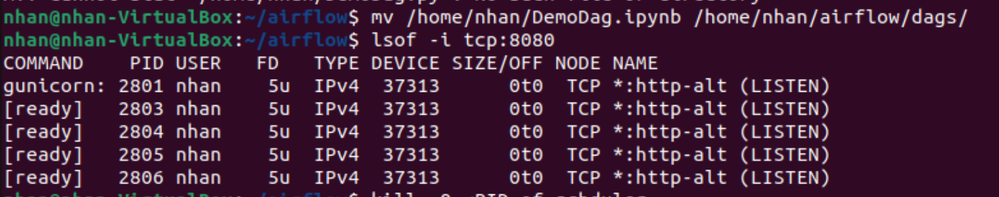 nhan@nhan-VirtualBox:~/airflow$ mv /home/nhan/DemoDag.ipynb /home/nhan/airflow/dags/
nhan@nhan-VirtualBox:~/airflow$ lsof -i tcp:8080
COMMAND    PID USER   FD   TYPE DEVICE SIZE/OFF NODE NAME
gunicorn: 2801 nhan    5u  IPv4  37313      0t0  TCP *:http-alt (LISTEN)
[ready]   2803 nhan    5u  IPv4  37313      0t0  TCP *:http-alt (LISTEN)
[ready]   2804 nhan    5u  IPv4  37313      0t0  TCP *:http-alt (LISTEN)
[ready]   2805 nhan    5u  IPv4  37313      0t0  TCP *:http-alt (LISTEN)
[ready]   2806 nhan    5u  IPv4  37313      0t0  TCP *:http-alt (LISTEN)